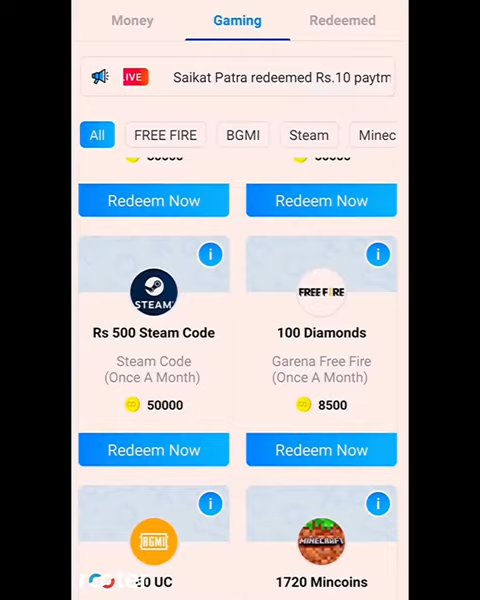 Money Gaming Redeemed
LIVE Saikat Patra redeemed Rs.10 paytm
All FREE FIRE BGMI Steam Minec
Redeem Now Redeem Now
STEAM FREE FIRE
Rs 500 Steam Code 100 Diamonds
Steam Code Garena Free Fire
(Once A Month) (Once A Month)
50000 8500
Redeem Now Redeem Now
BGMI MINECRAFT
0 UC 1720 Mincoins